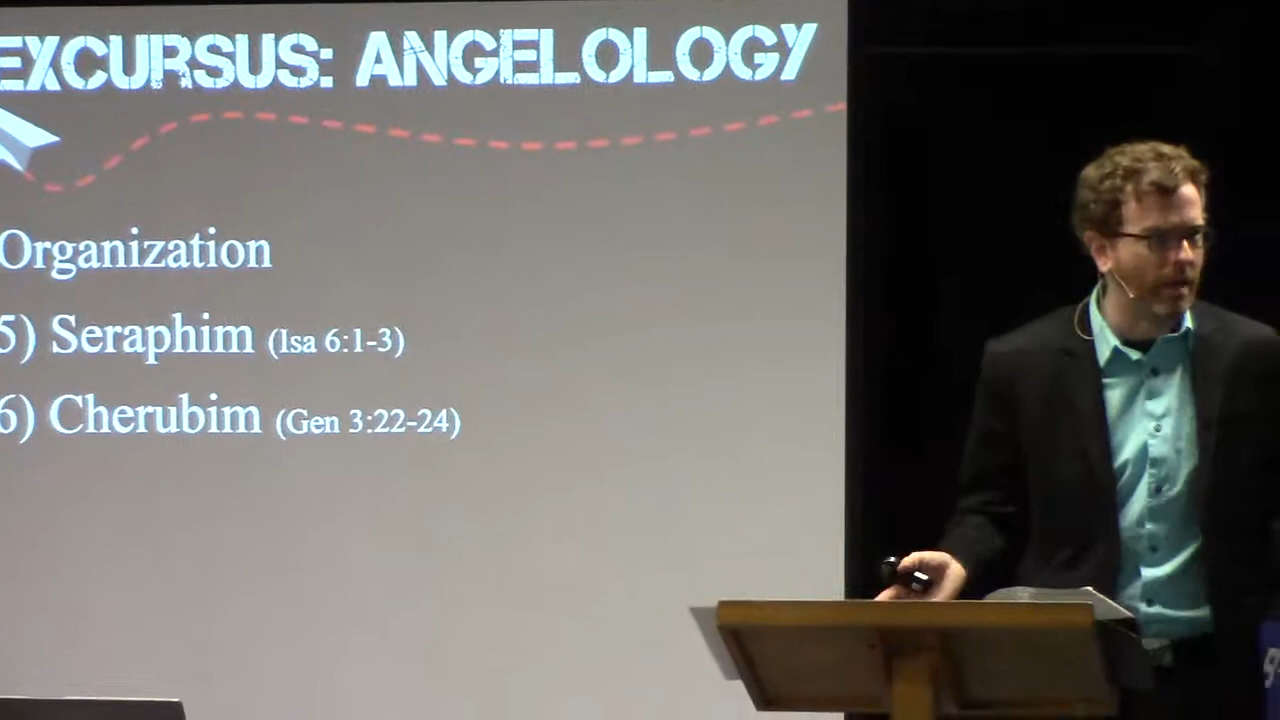 EXCURSUS: ANGELOLOGY
Organization
5) Seraphim (Isa 6:1-3)
6) Cherubim (Gen 3:22-24)